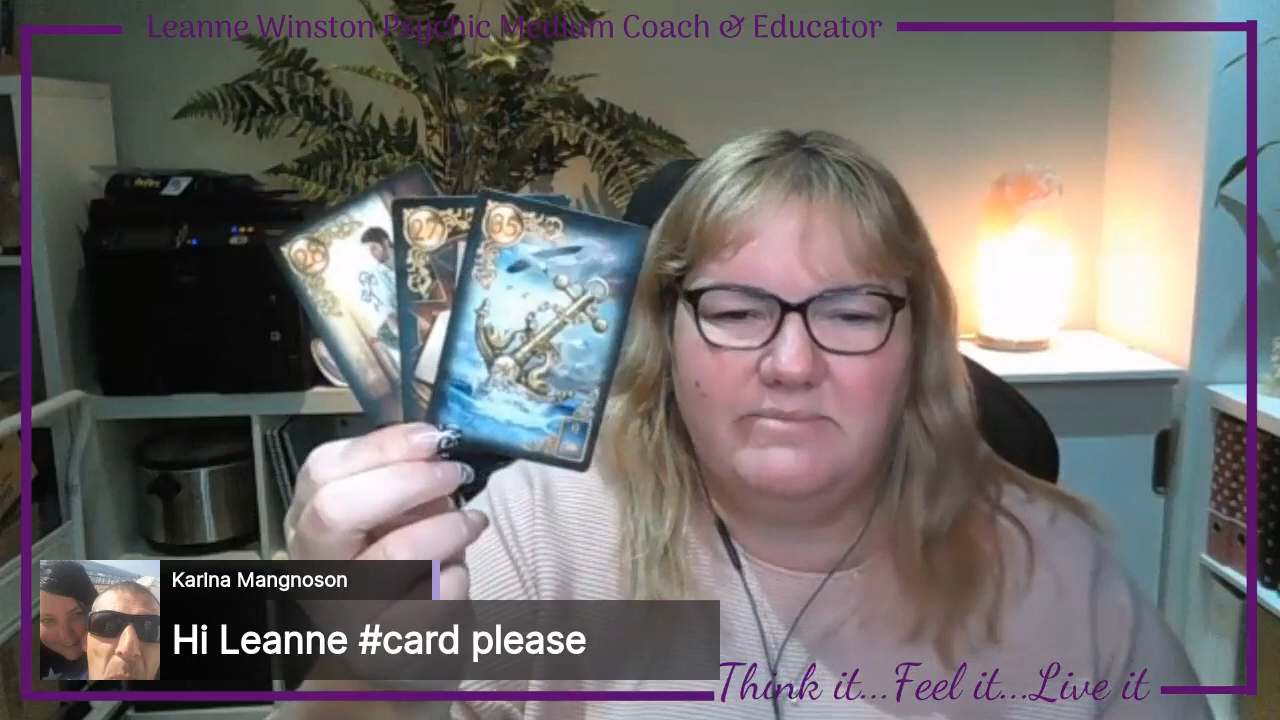 Leanne Winston Psychic Medium Coach & Educator
27
35
Karina Mangnoson
Hi Leanne #card please
Think it...Feel it...Live it